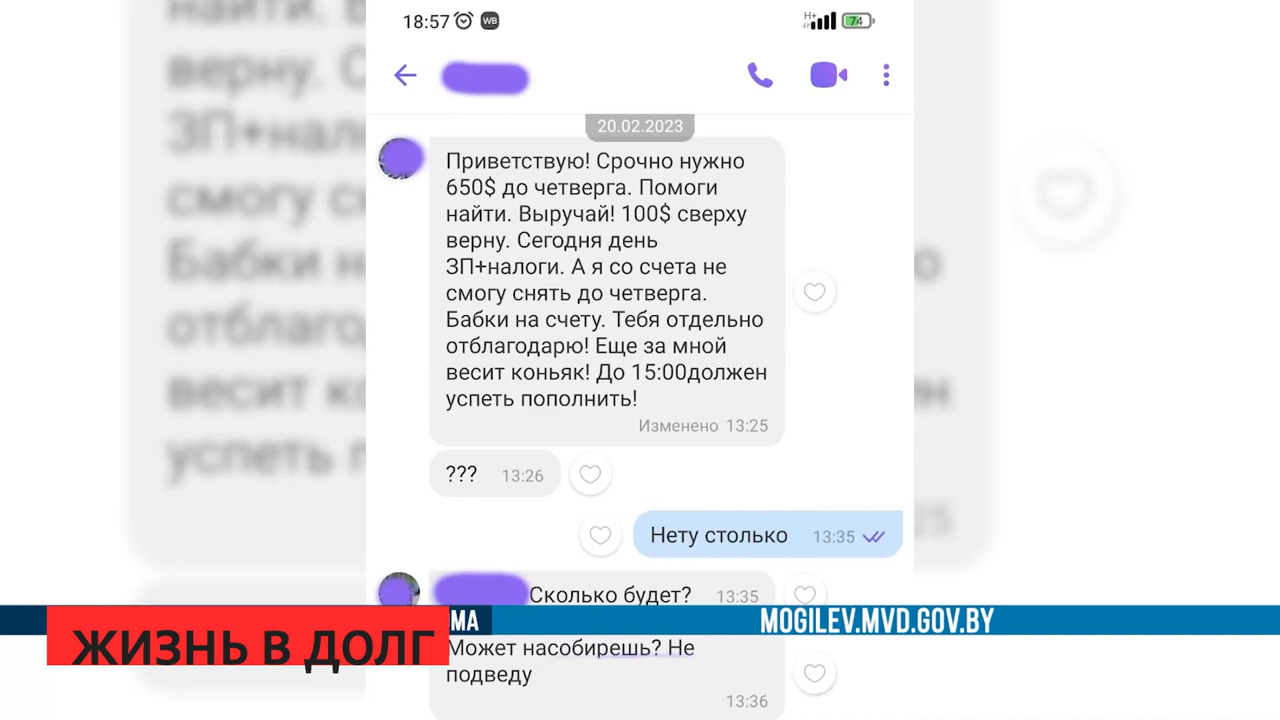 18:57
WB
H+
74
20.02.2023
Приветствую! Срочно нужно
650$ до четверга. Помоги
найти. Выручай! 100$ сверху
верну. Сегодня день
ЗП+налоги. А я со счета не
смогу снять до четверга.
Бабки на счету. Тебя отдельно
отблагодарю! Еще за мной
весит коньяк! До 15:00должен
успеть пополнить!
Изменено 13:25
??? 13:26
Нету столько 13:35
Сколько будет? 13:35
МА
MOGILEV.MVD.GOV.BY
ЖИЗНЬ В ДОЛГ
Может насобирешь? Не
подведу
13:36